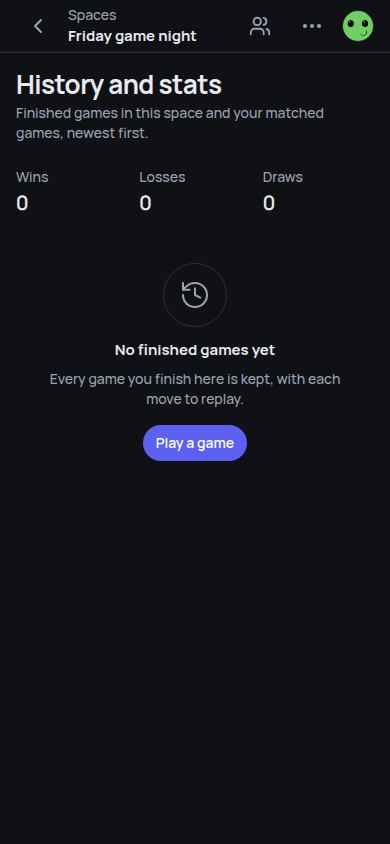 Spaces
Friday game night
History and stats
Finished games in this space and your matched
games, newest first.
Wins
Losses
Draws
0
0
0
No finished games yet
Every game you finish here is kept, with each
move to replay.
Play a game